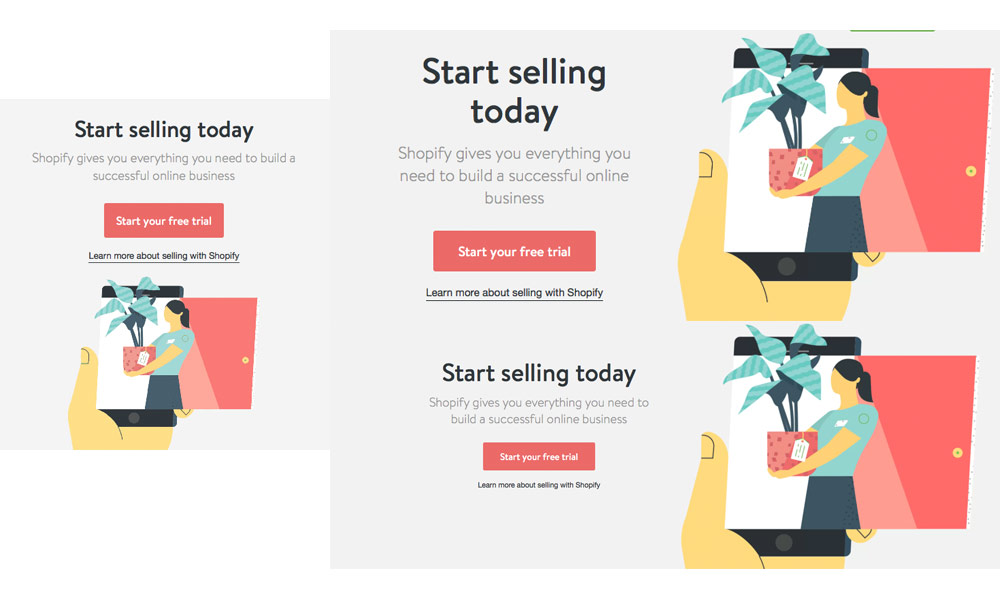 Start selling today
Shopify gives you everything you need to build a
successful online business
Start your free trial
Learn more about selling with Shopify
Start selling
today
Shopify gives you everything you
need to build a successful online
business
Start your free trial
Learn more about selling with Shopify
Start selling today
Shopify gives you everything you need to
build a successful online business
Start your free trial
Learn more about selling with Shopify